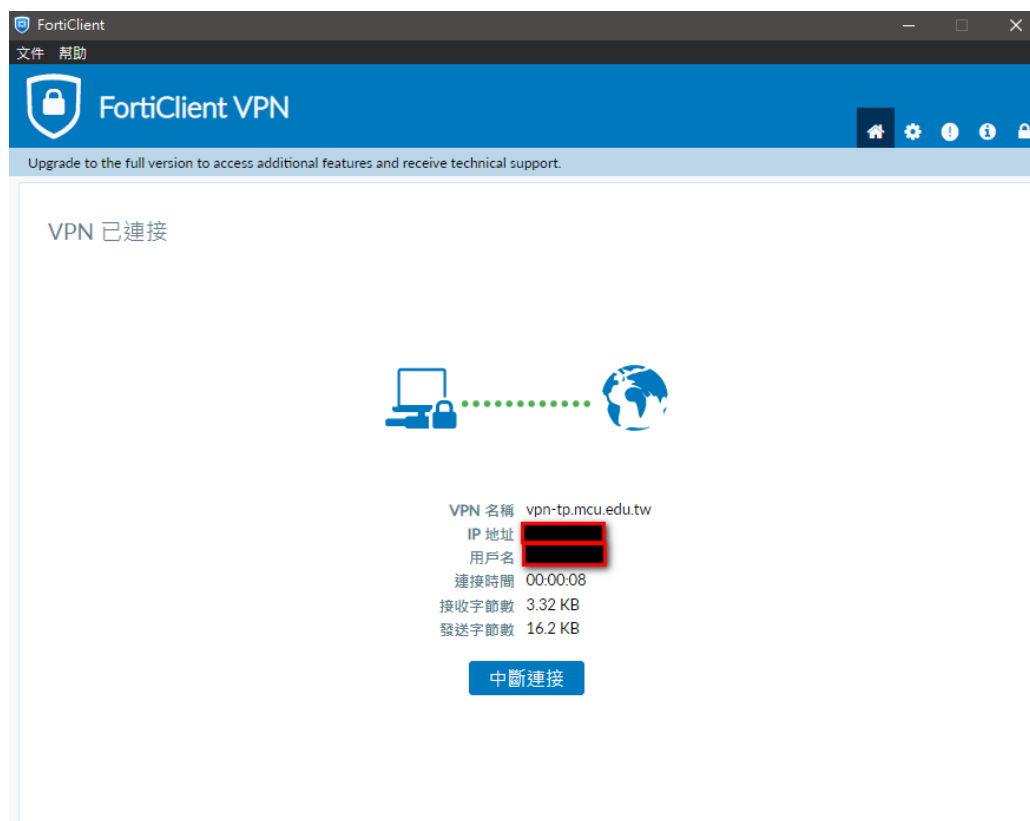 FortiClient
文件 幫助
FortiClient VPN
Upgrade to the full version to access additional features and receive technical support.
VPN 已連接
VPN 名稱 vpn-tp.mcu.edu.tw
IP 地址
用戶名
連接時間 00:00:08
接收字節數 3.32 KB
發送字節數 16.2 KB
中斷連接